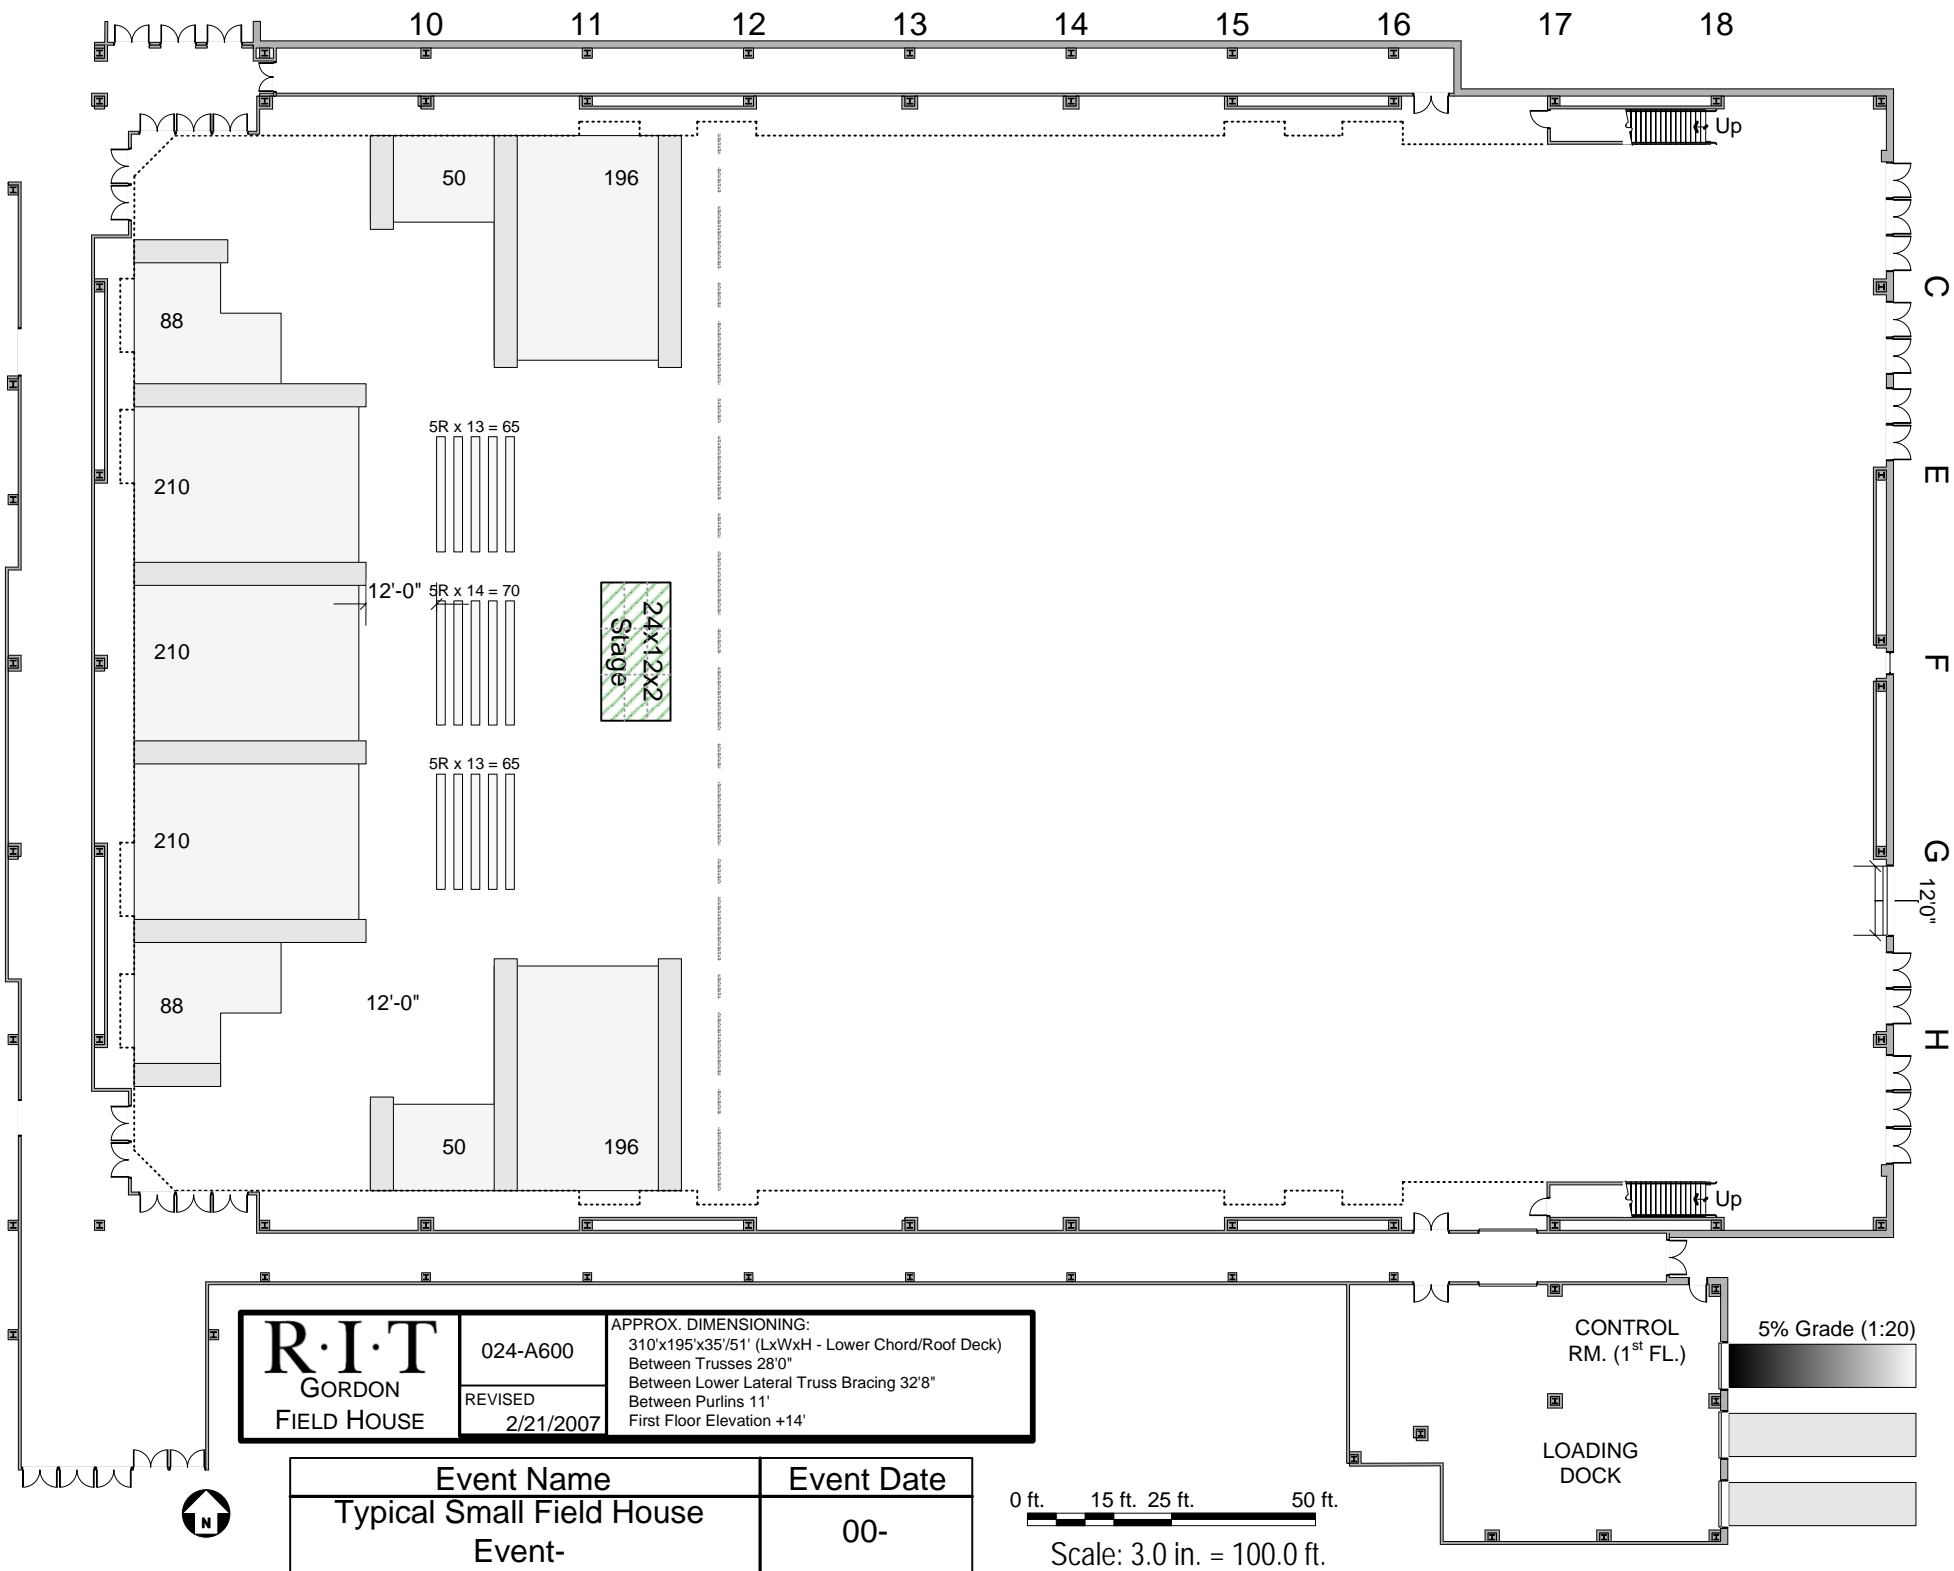 10 11 12 13 14 15 16 17 18
Up
50 196
C
88
5R x 13 = 65
E
210
12'-0" 5R x 14 = 70
24x12x2
Stage
210
F
5R x 13 = 65
210
G
12'0"
88
12'-0"
H
50 196
Up
R·I·T
GORDON
FIELD HOUSE
024-A600
REVISED
2/21/2007
APPROX. DIMENSIONING:
310'x195'x35'/51' (LxWxH - Lower Chord/Roof Deck)
Between Trusses 28'0"
Between Lower Lateral Truss Bracing 32'8"
Between Purlins 11'
First Floor Elevation +14'
CONTROL
RM. (1st FL.)
5% Grade (1:20)
LOADING
DOCK
Event Name Event Date
Typical Small Field House
Event-
00-
N
0 ft. 15 ft. 25 ft. 50 ft.
Scale: 3.0 in. = 100.0 ft.